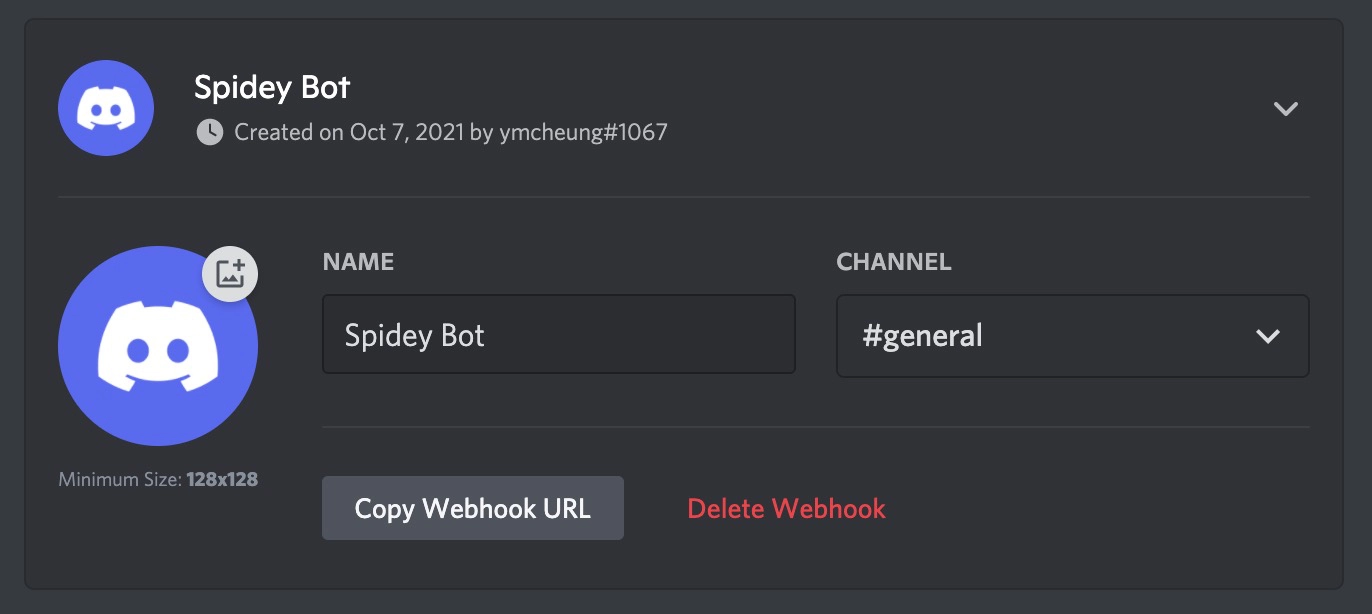 Spidey Bot
Created on Oct 7, 2021 by ymcheung#1067
NAME
CHANNEL
Spidey Bot
#general
Minimum Size: 128x128
Copy Webhook URL
Delete Webhook